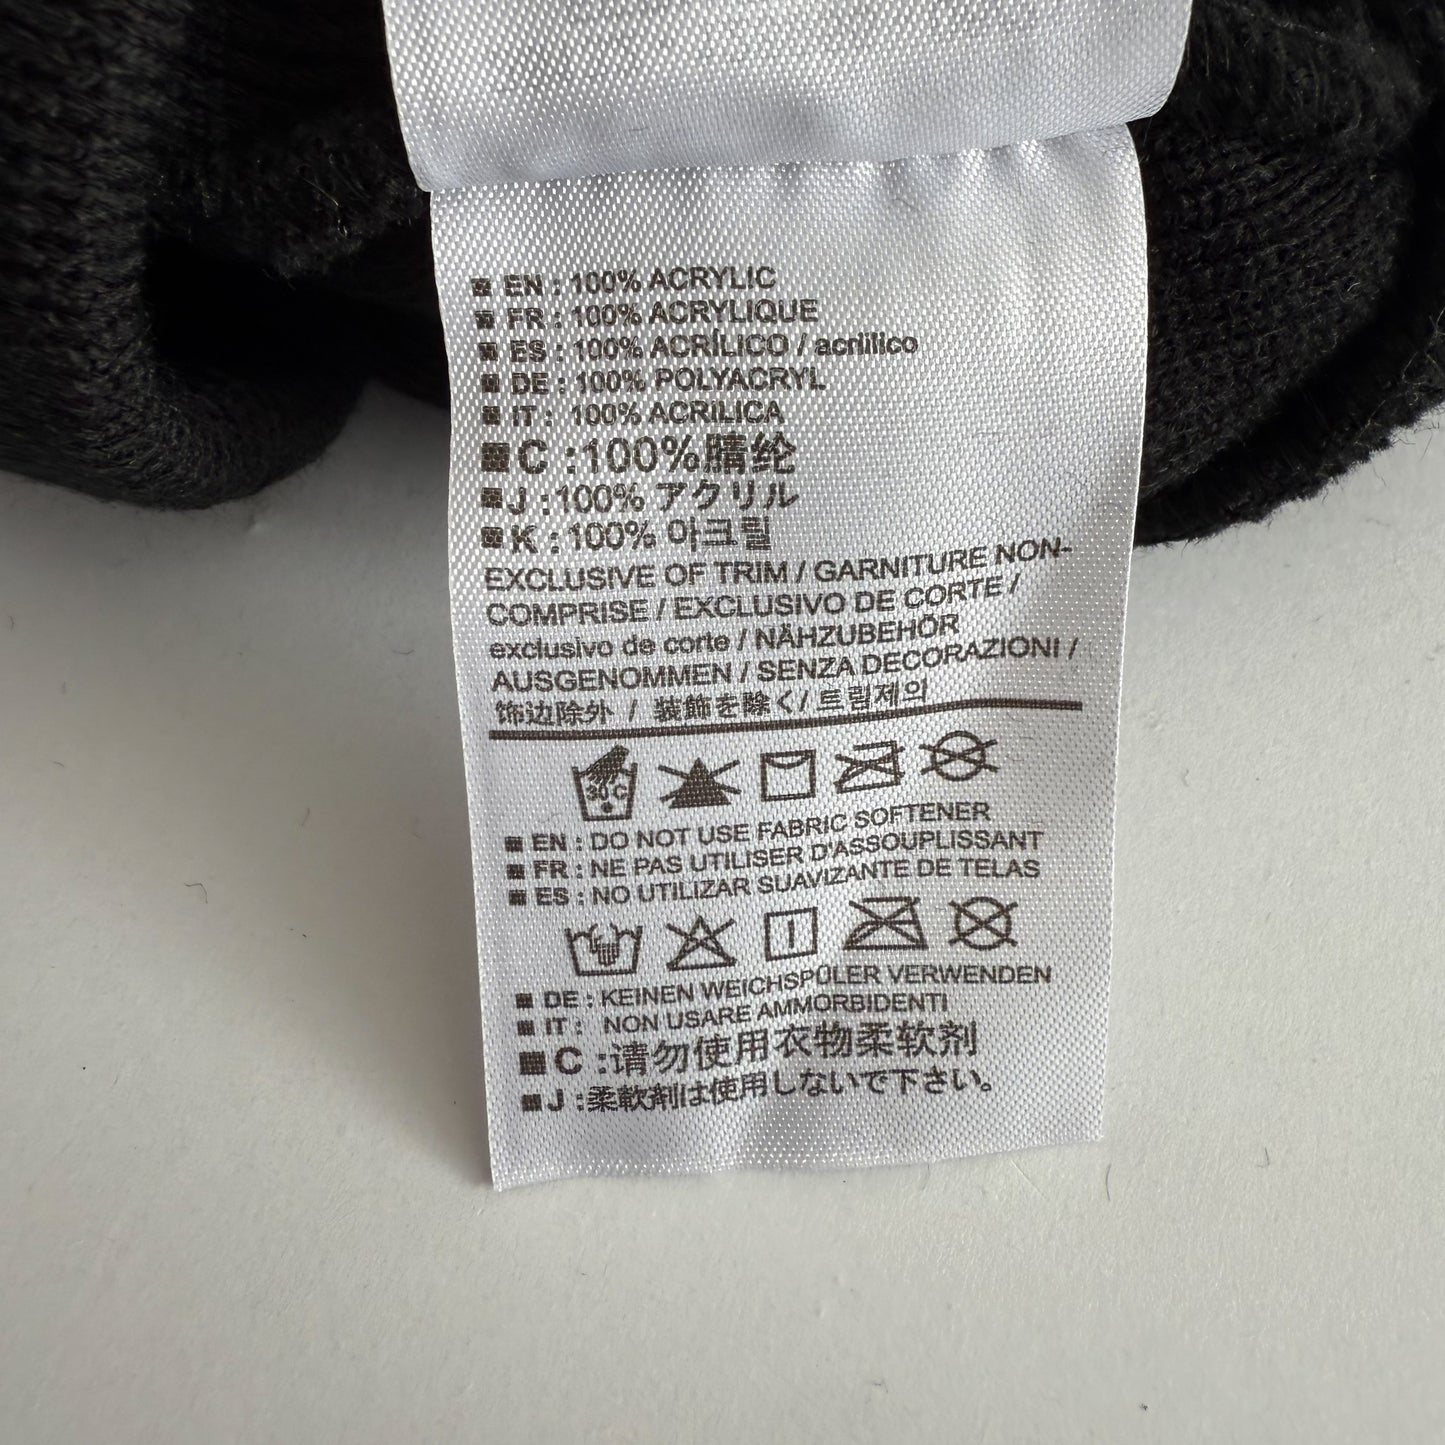 EN : 100% ACRYLIC
FR : 100% ACRYLIQUE
ES : 100% ACRÍLICO / acrílico
DE : 100% POLYACRYL
IT : 100% ACRILICA
C :100%腈纶
J : 100% アクリル
K : 100% 아크릴
EXCLUSIVE OF TRIM / GARNITURE NON-
COMPRISE / EXCLUSIVO DE CORTE /
exclusivo de corte / NÄHZUBEHÖR
AUSGENOMMEN / SENZA DECORAZIONI /
饰边除外 / 装飾を除く/ 트림제의
30°C
EN : DO NOT USE FABRIC SOFTENER
FR : NE PAS UTILISER D'ASSOUPLISSANT
ES : NO UTILIZAR SUAVIZANTE DE TELAS
i
DE : KEINEN WEICHSPÜLER VERWENDEN
IT : NON USARE AMMORBIDENTI
C :请勿使用衣物柔软剂
J :柔軟剤は使用しないで下さい。